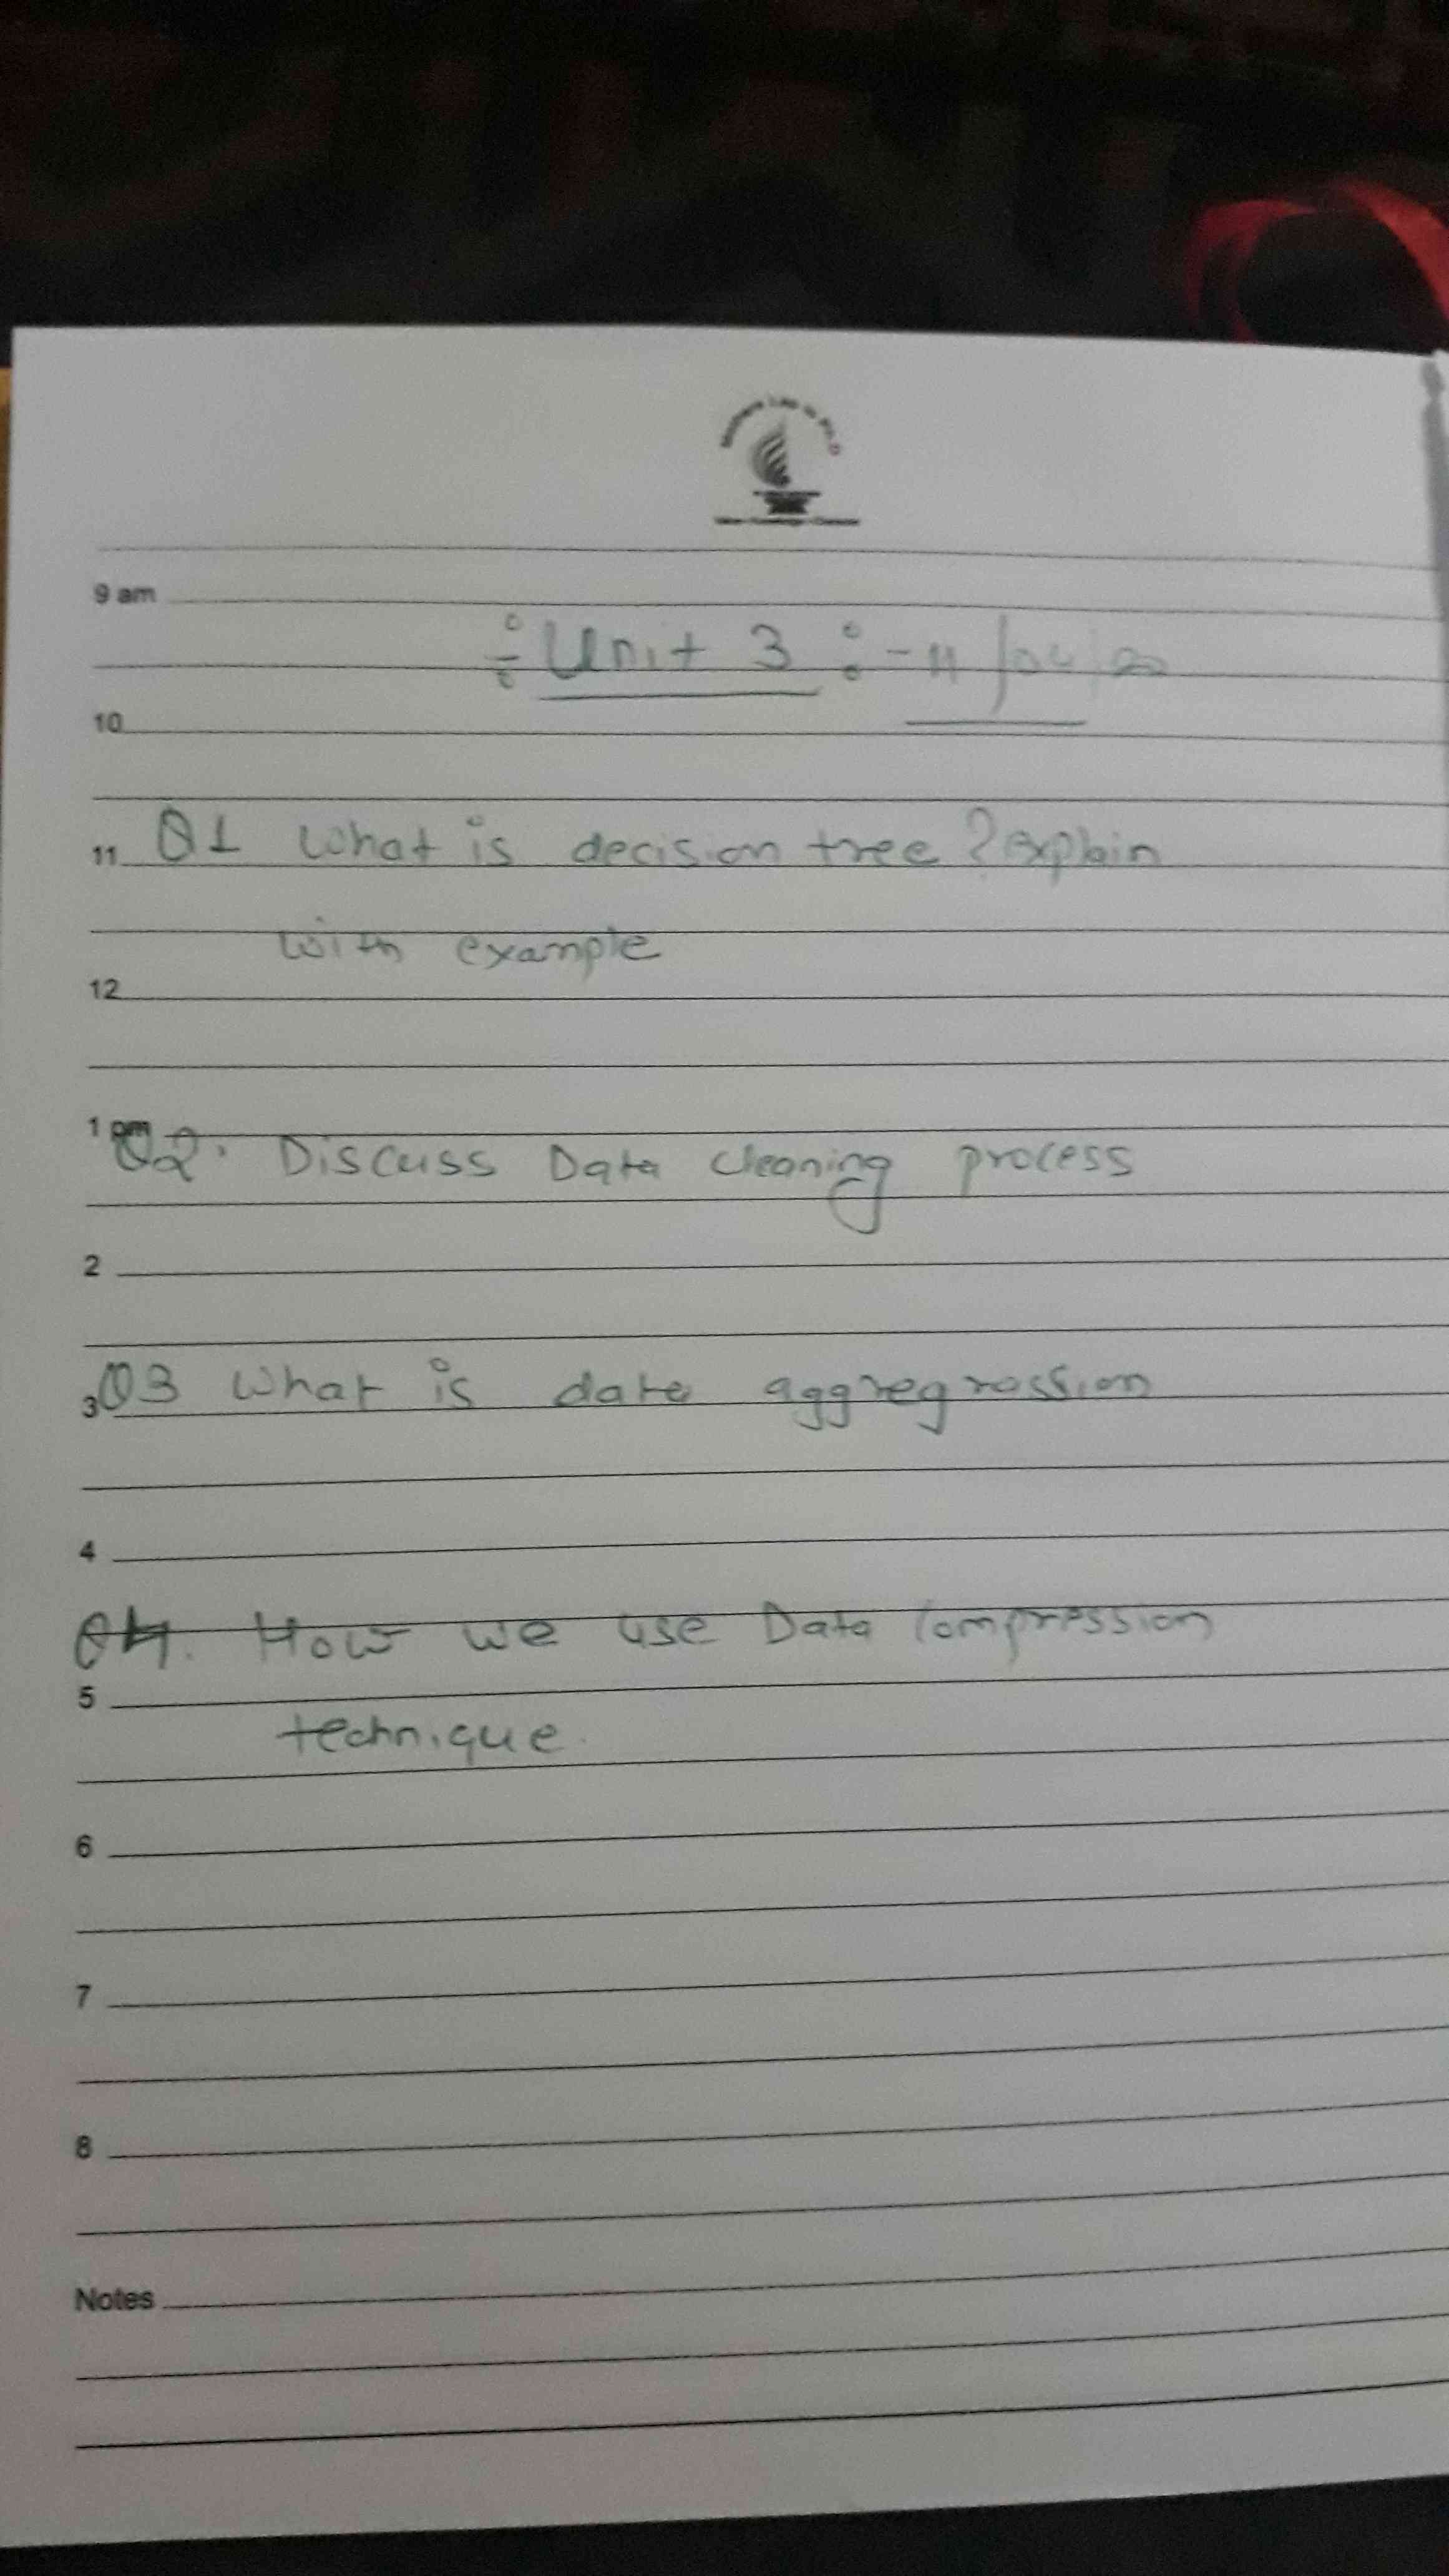 9 am
Unit 3 :- 11/04/20
10
11 Q1 What is decision tree ? explain
with example
12
1 pm
Q2. Discuss Data cleaning process
2
3 Q3 What is data aggregression
4
Q4. How we use Data Compression
5
technique.
6
7
8
Notes